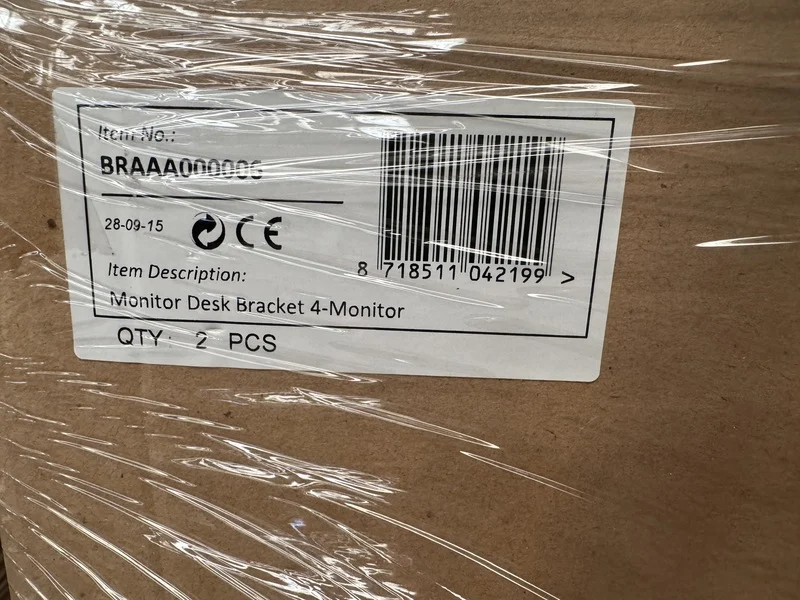 Item No.:
28-09-15
CE
Item Description:
Monitor Desk Bracket 4-Monitor
QTY: 2 PCS
8 718511 042199 >